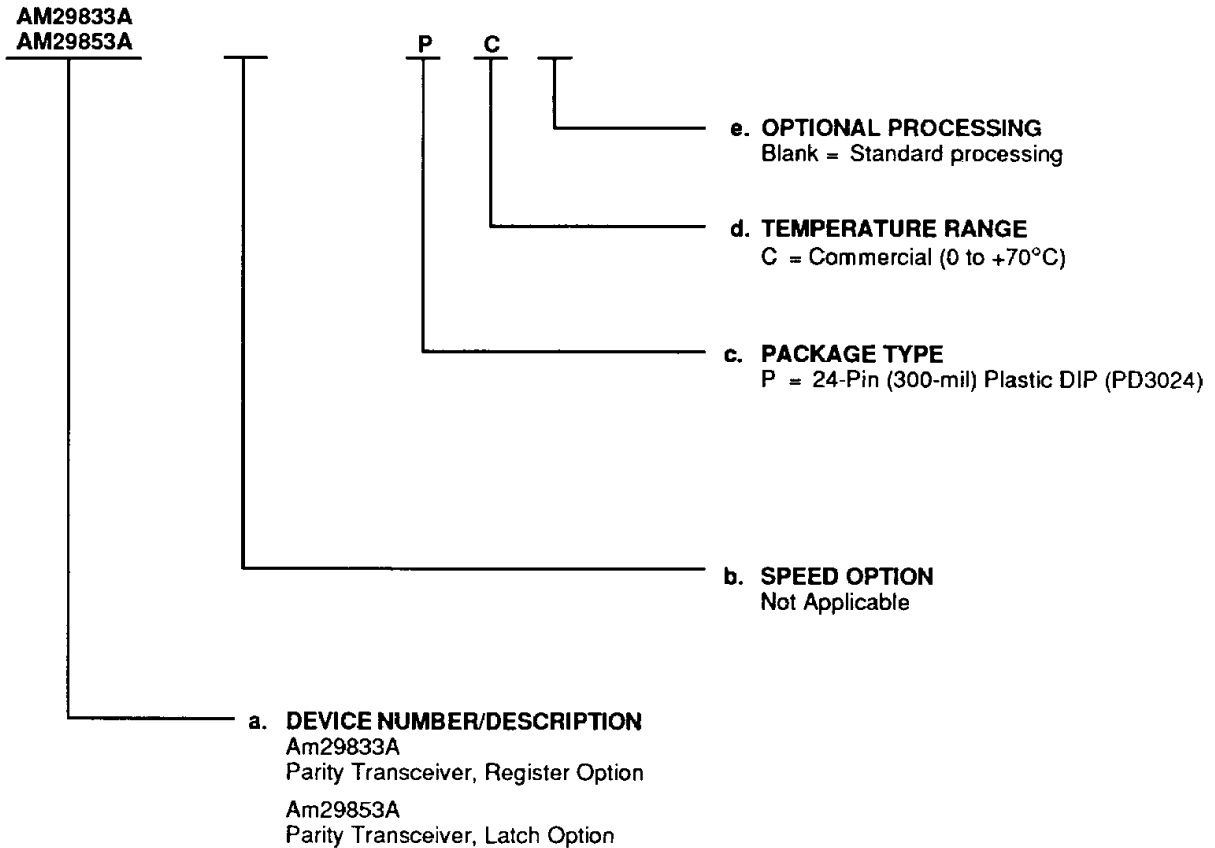 AM29833A
AM29853A
P C
e. OPTIONAL PROCESSING
Blank = Standard processing
d. TEMPERATURE RANGE
C = Commercial (0 to +70°C)
c. PACKAGE TYPE
P = 24-Pin (300-mil) Plastic DIP (PD3024)
b. SPEED OPTION
Not Applicable
a. DEVICE NUMBER/DESCRIPTION
Am29833A
Parity Transceiver, Register Option
Am29853A
Parity Transceiver, Latch Option